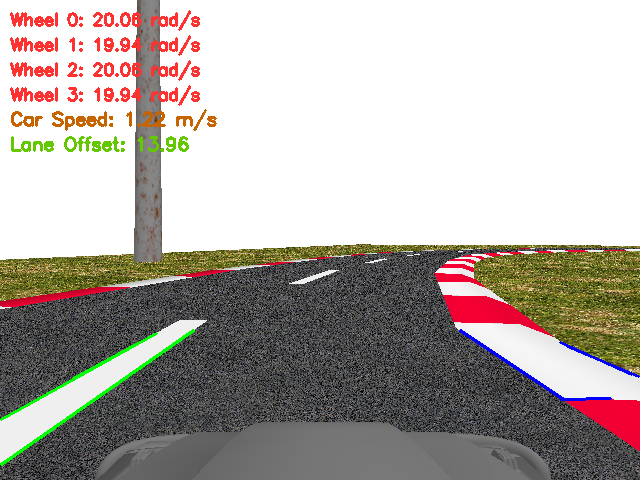 Wheel 0: 20.06 rad/s
Wheel 1: 19.94 rad/s
Wheel 2: 20.06 rad/s
Wheel 3: 19.94 rad/s
Car Speed: 1.22 m/s
Lane Offset: 13.96